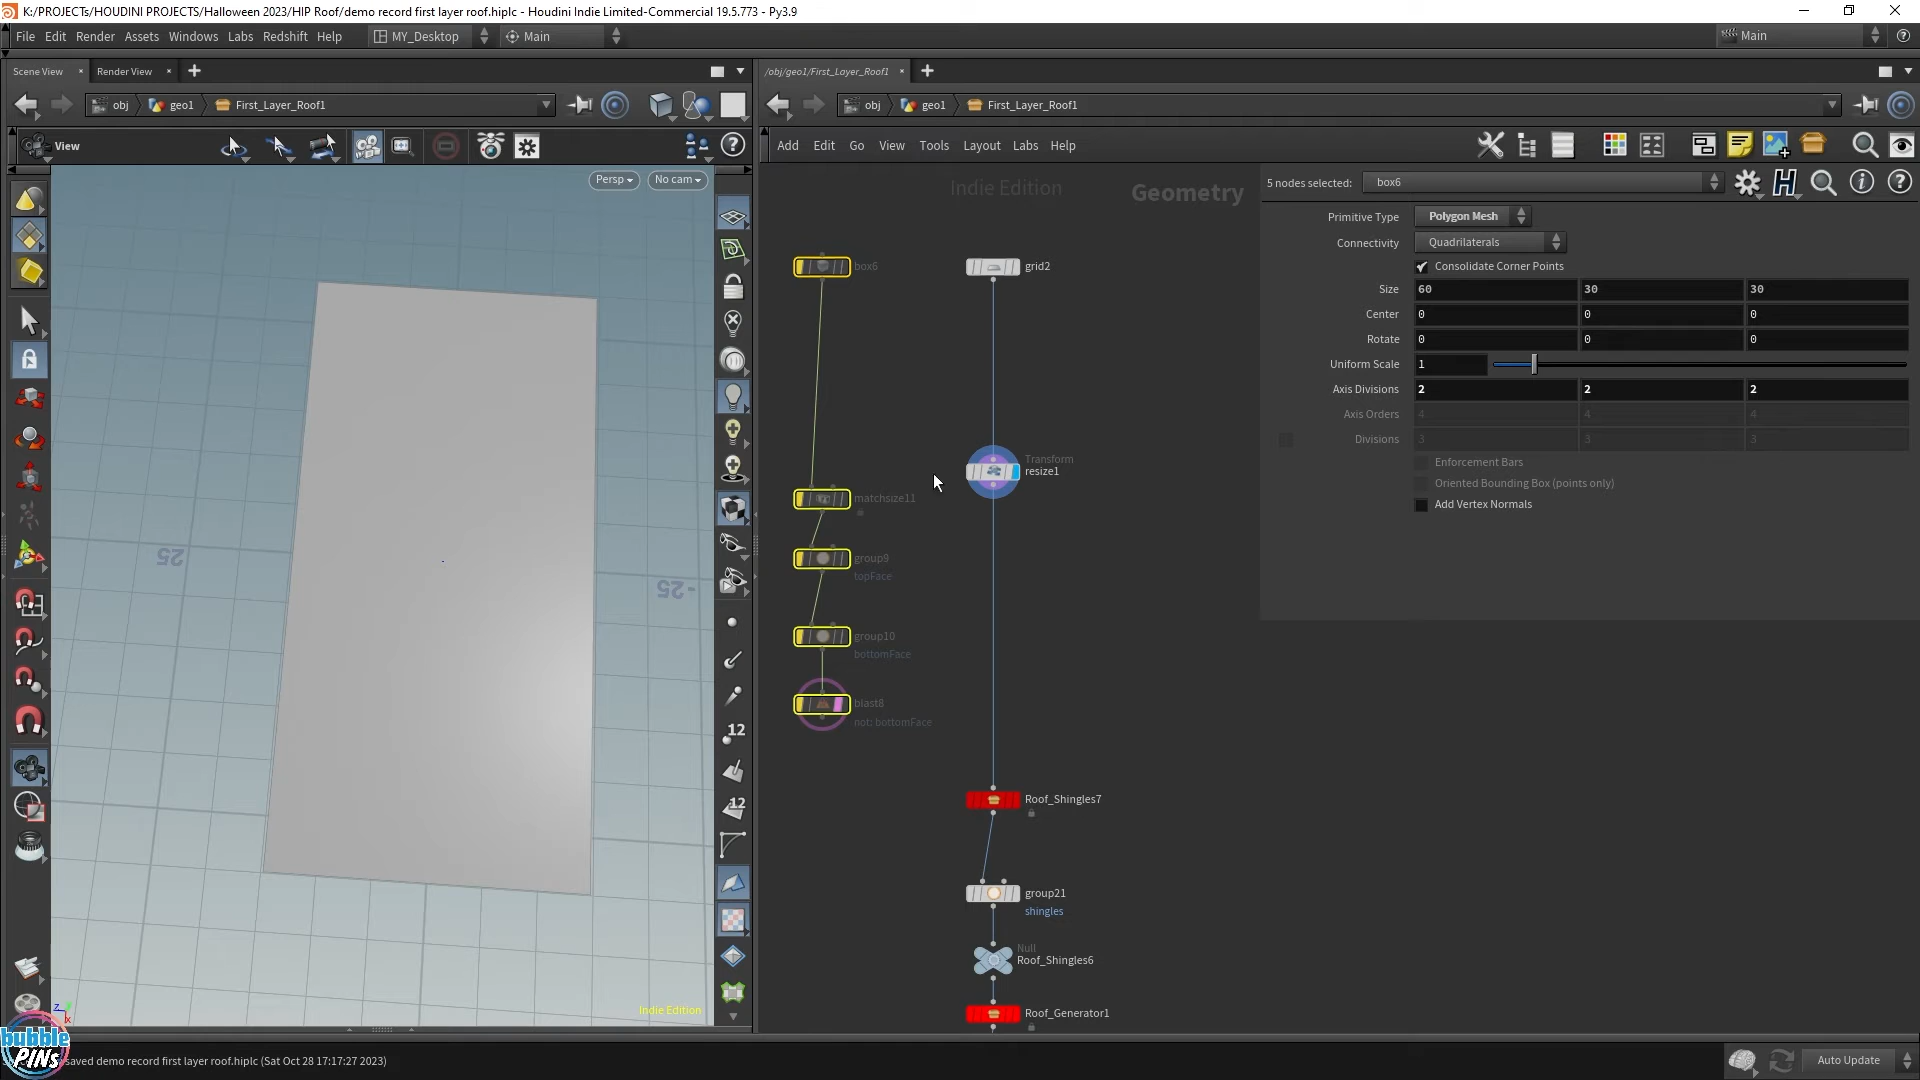 K:/PROJECTs/HOUDINI PROJECTS/Halloween 2023/HIP Roof/demo record first layer roof.hiplc - Houdini Indie Limited-Commercial 19.5.773 - Py3.9
File Edit Render Assets Windows Labs Redshift Help MY_Desktop Main Main
Scene View × Render View × +
/obj/geo1/First_Layer_Roof1 × +
obj geo1 First_Layer_Roof1
obj geo1 First_Layer_Roof1
View
Add Edit Go View Tools Layout Labs Help
Persp No cam
Indie Edition
Geometry
5 nodes selected: box6
Primitive Type Polygon Mesh
Connectivity Quadrilaterals
Consolidate Corner Points
Size 60 30 30
Center 0 0 0
Rotate 0 0 0
Uniform Scale 1
Axis Divisions 2 2 2
Axis Orders 4 4 4
Divisions 3 3 3
Enforcement Bars
Oriented Bounding Box (points only)
Add Vertex Normals
box6
grid2
Transform
resize1
matchsize11
group9
topFace
group10
bottomFace
blast8
not: bottomFace
Roof_Shingles7
group21
shingles
Null
Roof_Shingles6
Roof_Generator1
25
-25
12
12
z
x
Indie Edition
bubble
PINS
saved demo record first layer roof.hiplc (Sat Oct 28 17:17:27 2023)
Auto Update